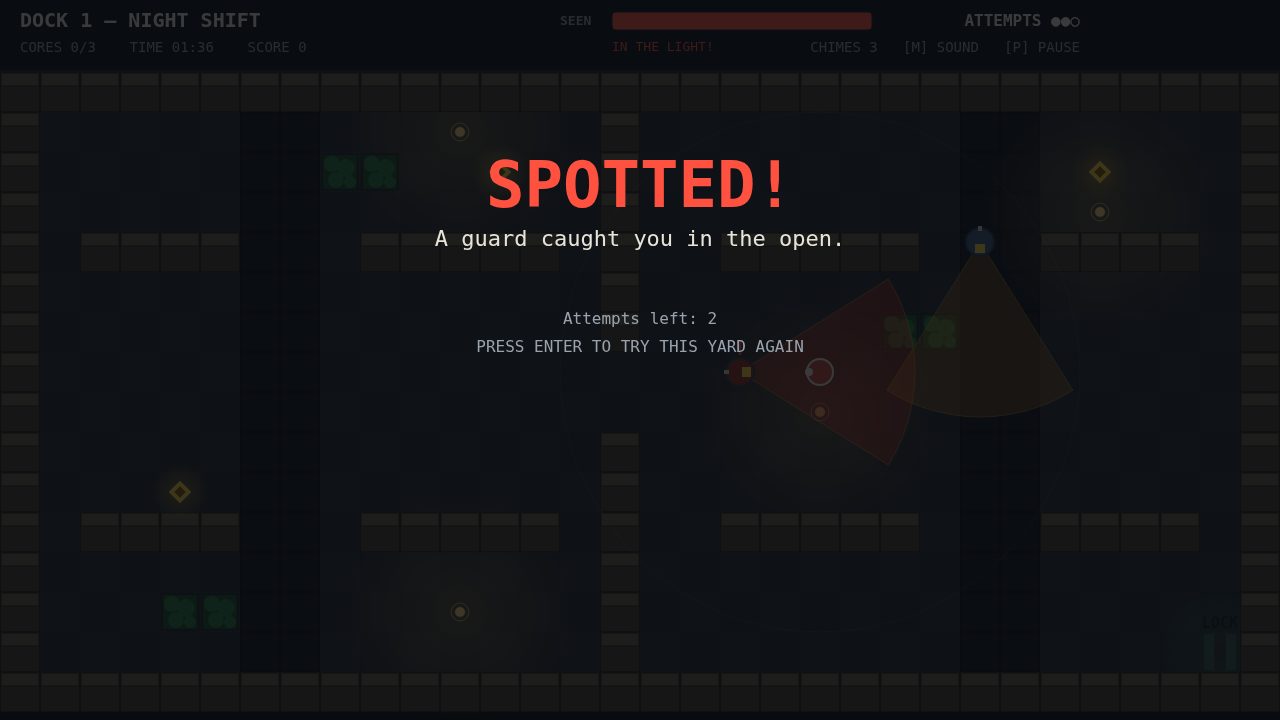 DOCK 1 — NIGHT SHIFT
SEEN
ATTEMPTS ●●○
CORES 0/3 TIME 01:36 SCORE 0
IN THE LIGHT!
CHIMES 3 [M] SOUND [P] PAUSE
SPOTTED!
A guard caught you in the open.
Attempts left: 2
PRESS ENTER TO TRY THIS YARD AGAIN
LOCK